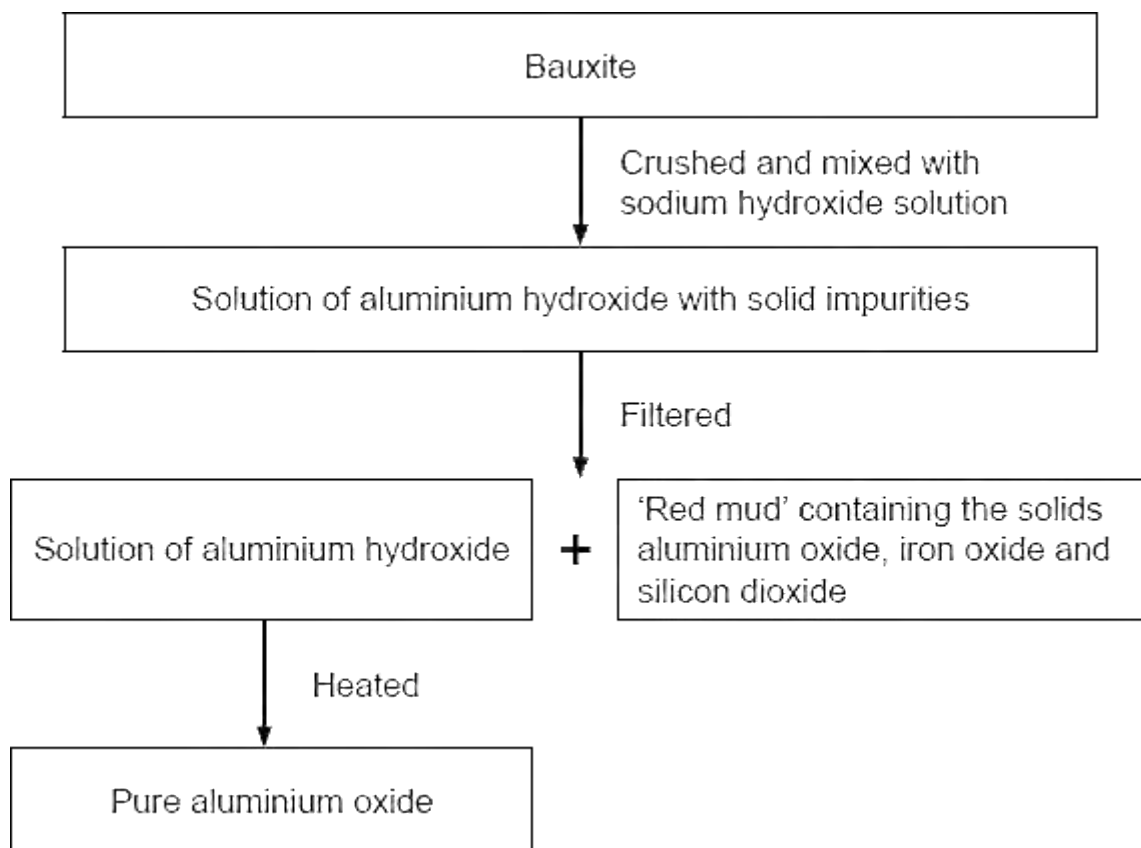 Bauxite
Crushed and mixed with
sodium hydroxide solution
Solution of aluminium hydroxide with solid impurities
Filtered
Solution of aluminium hydroxide
+
‘Red mud’ containing the solids
aluminium oxide, iron oxide and
silicon dioxide
Heated
Pure aluminium oxide